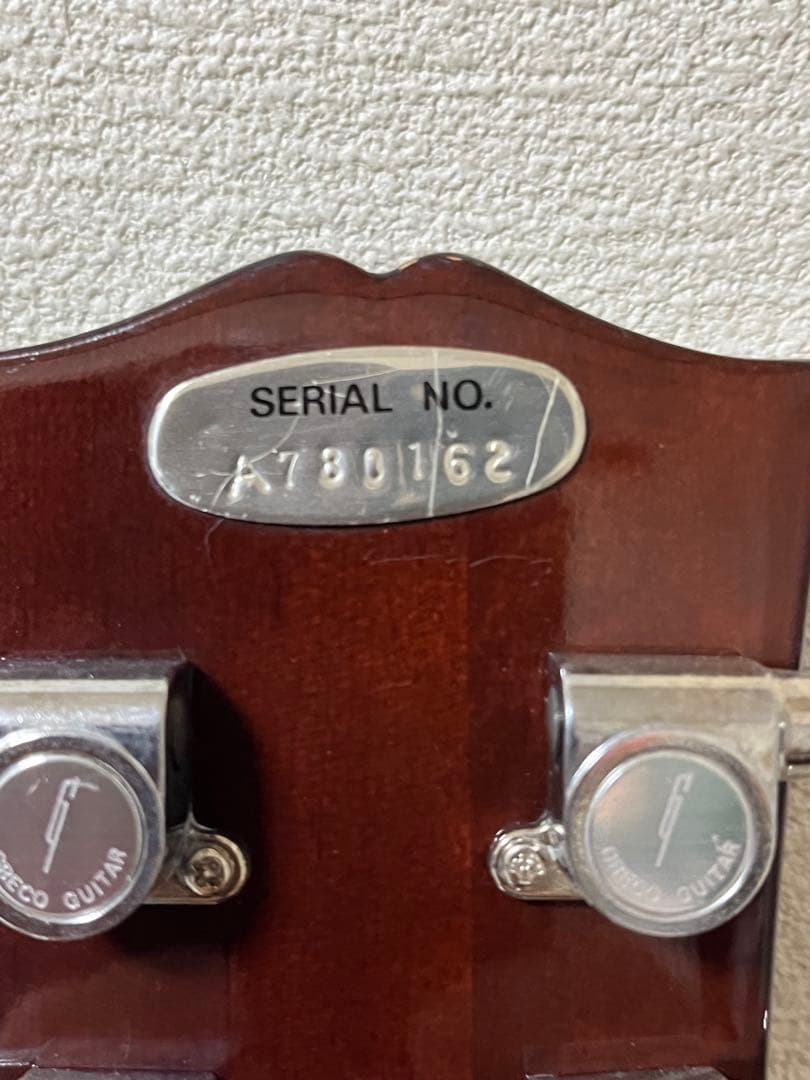 SERIAL NO.
A780162
GRECO GUITAR
GRECO GUITAR